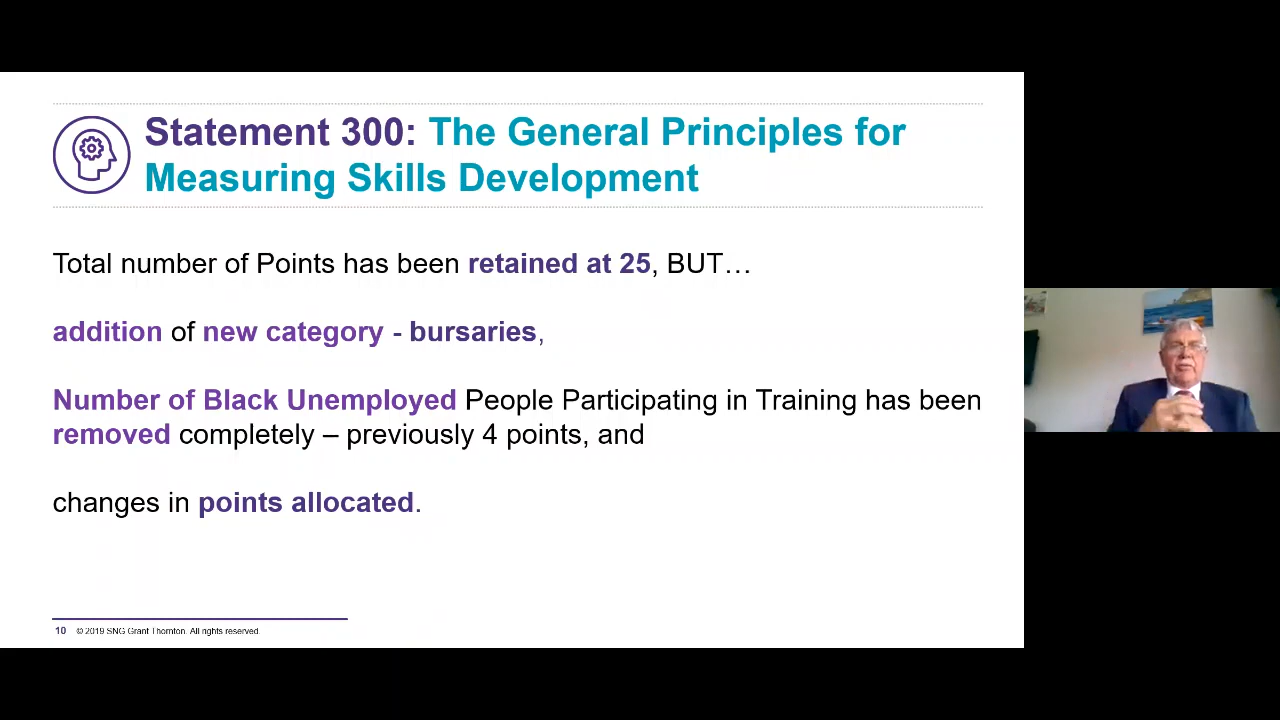 Statement 300: The General Principles for
Measuring Skills Development
Total number of Points has been retained at 25, BUT…
addition of new category - bursaries,
Number of Black Unemployed People Participating in Training has been
removed completely – previously 4 points, and
changes in points allocated.
10 © 2019 SNG Grant Thornton. All rights reserved.